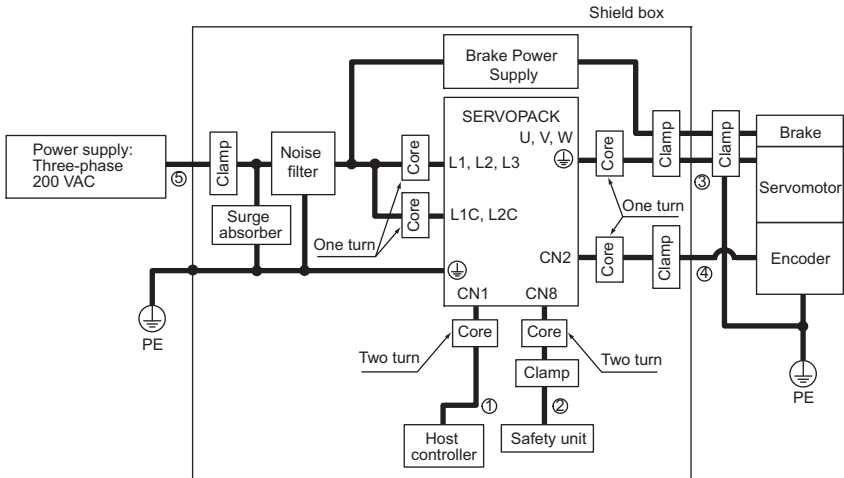 Shield box
Brake Power
Supply
SERVOPACK
U, V, W
Core
Clamp
Clamp
Brake
Servomotor
Encoder
Power supply:
Three-phase
200 VAC
⑤
Clamp
Noise
filter
Core
L1, L2, L3
③
Surge
absorber
One turn
Core
L1C, L2C
One turn
CN2
Core
Clamp
④
CN1
CN8
PE
Two turn
Core
Core
Two turn
Clamp
PE
①
②
Host
controller
Safety unit